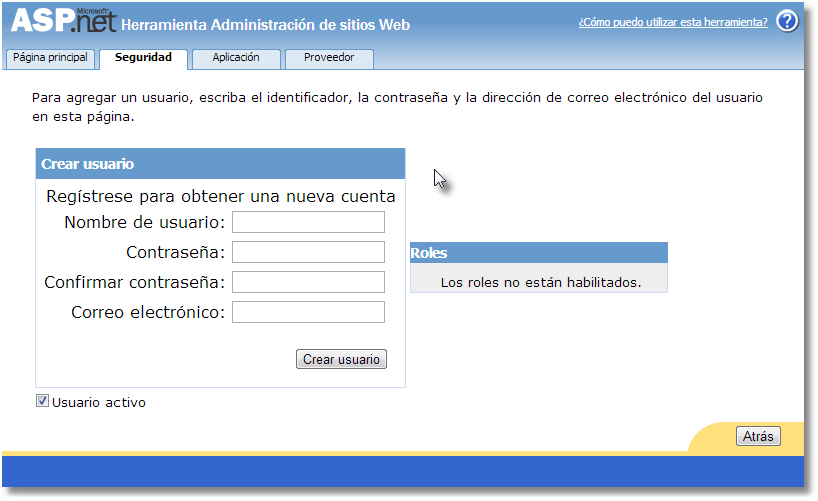 Microsoft
ASP.net Herramienta Administración de sitios Web
¿Cómo puedo utilizar esta herramienta? ?
Página principal Seguridad Aplicación Proveedor
Para agregar un usuario, escriba el identificador, la contraseña y la dirección de correo electrónico del usuario
en esta página.
Crear usuario
Regístrese para obtener una nueva cuenta
Nombre de usuario:
Contraseña:
Confirmar contraseña:
Correo electrónico:
Crear usuario
Usuario activo
Roles
Los roles no están habilitados.
Atrás